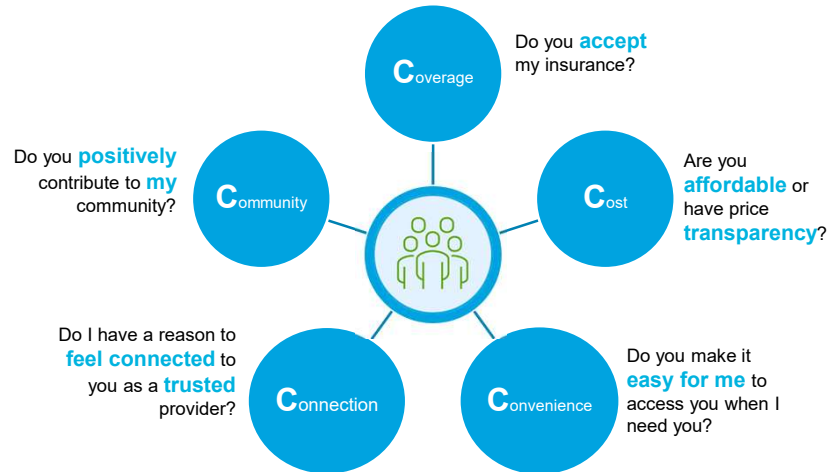 Coverage
Do you accept
my insurance?
Cost
Are you
affordable or
have price
transparency?
Convenience
Do you make it
easy for me to
access you when I
need you?
Connection
Do I have a reason to
feel connected to
you as a trusted
provider?
Community
Do you positively
contribute to my
community?